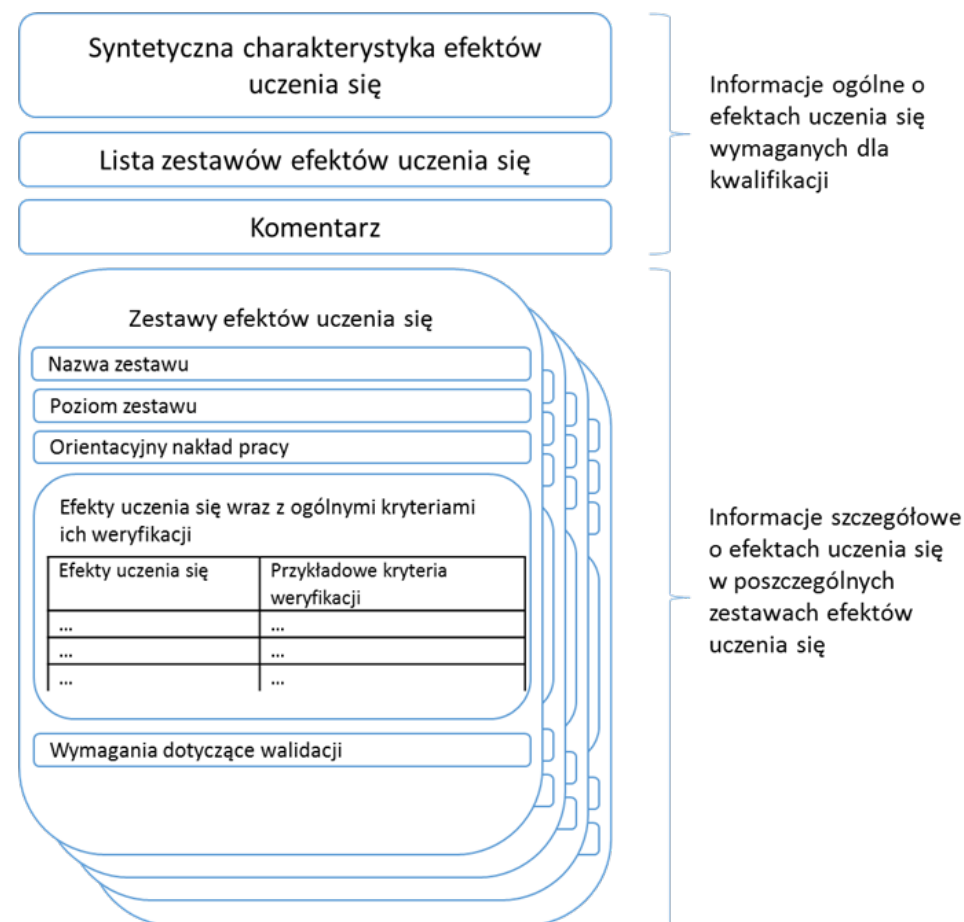 Syntetyczna charakterystyka efektów
uczenia się
Lista zestawów efektów uczenia się
Komentarz
Informacje ogólne o
efektach uczenia się
wymaganych dla
kwalifikacji
Zestawy efektów uczenia się
Nazwa zestawu
Poziom zestawu
Orientacyjny nakład pracy
Efekty uczenia się wraz z ogólnymi kryteriami
ich weryfikacji
Efekty uczenia się
Przykładowe kryteria
weryfikacji
... ...
... ...
... ...
Wymagania dotyczące walidacji
Informacje szczegółowe
o efektach uczenia się
w poszczególnych
zestawach efektów
uczenia się